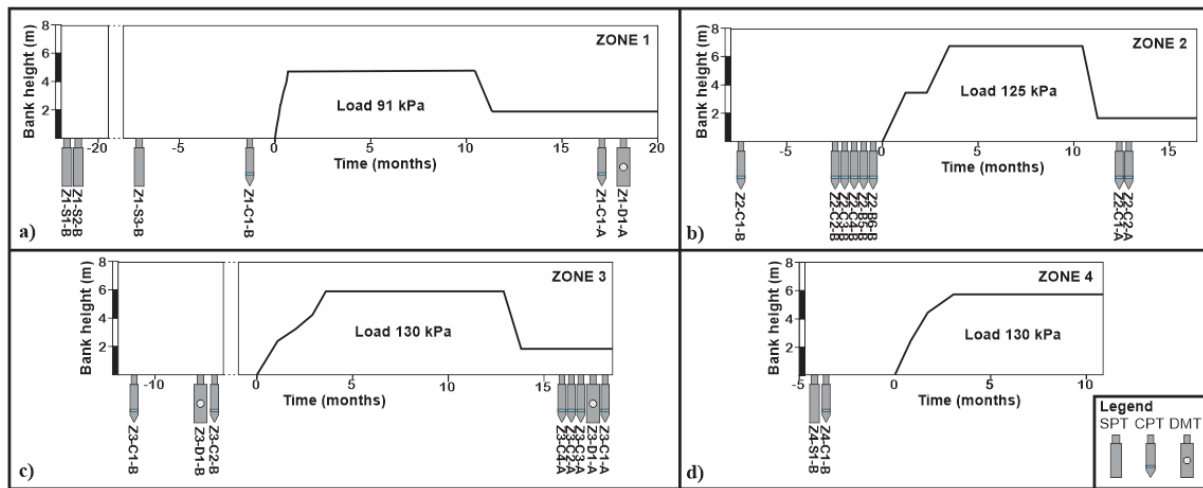 8
6
4
2
Bank height (m)
ZONE 1
Load 91 kPa
-20
-5
0
5
10
15
20
Time (months)
Z1-S1-B
Z1-S2-B
Z1-S3-B
Z1-C1-B
Z1-C1-A
Z1-D1-A
a)
8
6
4
2
Bank height (m)
ZONE 2
Load 125 kPa
-5
0
5
10
15
Time (months)
Z2-C1-B
Z2-C2-B
Z2-C3-B
Z2-C4-B
Z2-B5-B
Z2-B6-B
Z2-C1-A
Z2-C2-A
b)
8
6
4
2
Bank height (m)
ZONE 3
Load 130 kPa
-10
0
5
10
15
Time (months)
Z3-C1-B
Z3-D1-B
Z3-C2-B
Z3-C4-A
Z3-C2-A
Z3-C3-A
Z3-D1-A
Z3-C1-A
c)
8
6
4
2
Bank height (m)
ZONE 4
Load 130 kPa
-5
0
5
10
Time (months)
Z4-S1-B
Z4-C1-B
d)
Legend
SPT CPT DMT